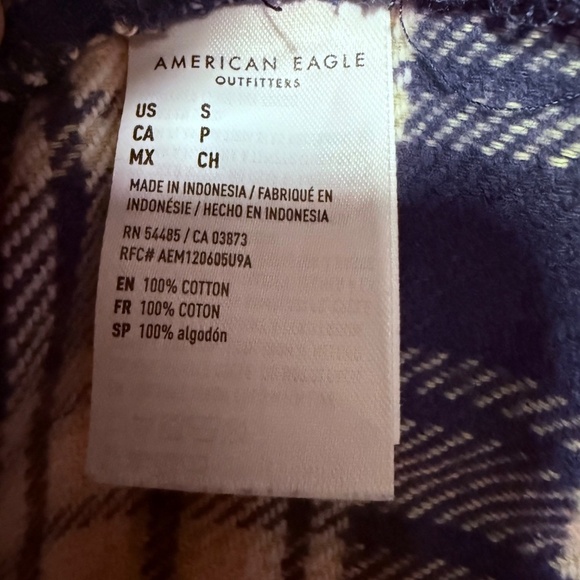 AMERICAN EAGLE
OUTFITTERS
US S
CA P
MX CH
MADE IN INDONESIA / FABRIQUÉ EN
INDONÉSIE / HECHO EN INDONESIA
RN 54485 / CA 03873
RFC# AEM120605U9A
EN 100% COTTON
FR 100% COTON
SP 100% algodón